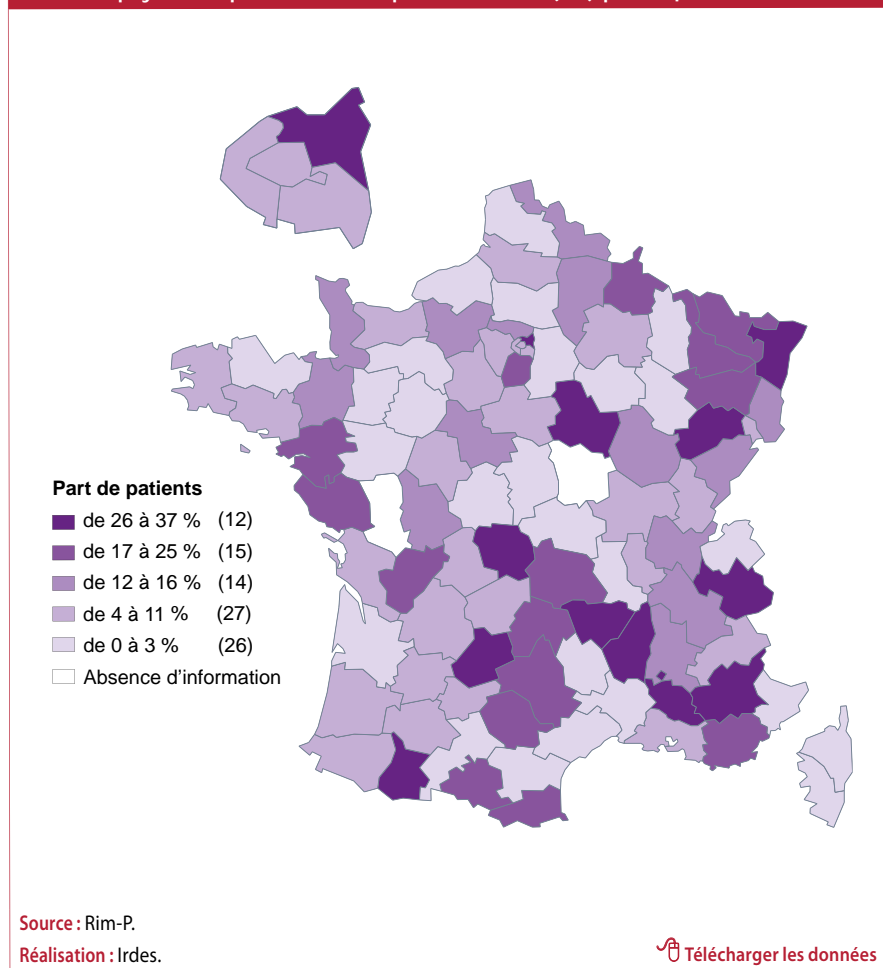 Part de patients
de 26 à 37 % (12)
de 17 à 25 % (15)
de 12 à 16 % (14)
de 4 à 11 % (27)
de 0 à 3 % (26)
Absence d'information
Source : Rim-P.
Réalisation : Irdes.
Télécharger les données